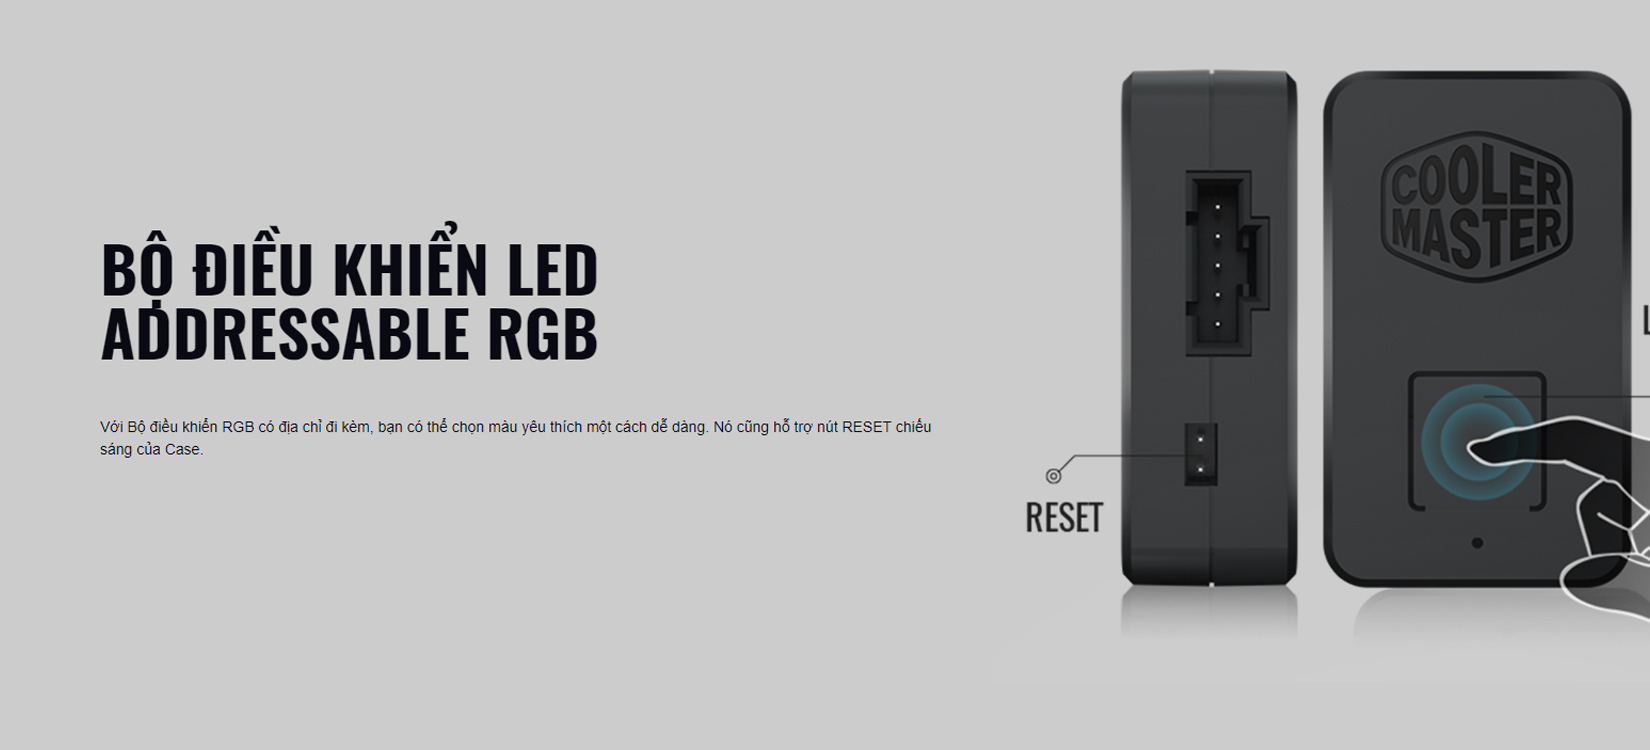 BỘ ĐIỀU KHIỂN LED
ADDRESSABLE RGB
Với Bộ điều khiển RGB có địa chỉ đi kèm, bạn có thể chọn màu yêu thích một cách dễ dàng. Nó cũng hỗ trợ nút RESET chiếu
sáng của Case.
RESET
COOLER
MASTER